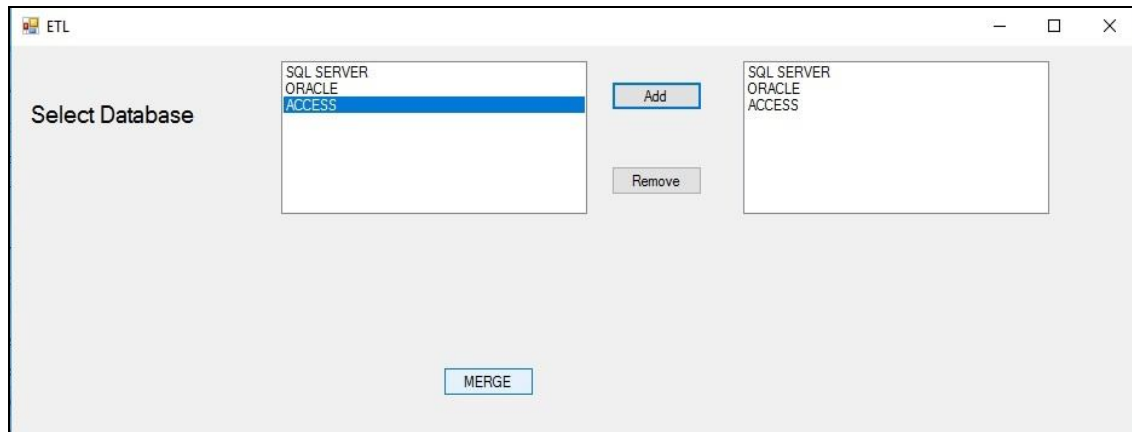 ETL
Select Database
SQL SERVER
ORACLE
ACCESS
Add
Remove
SQL SERVER
ORACLE
ACCESS
MERGE